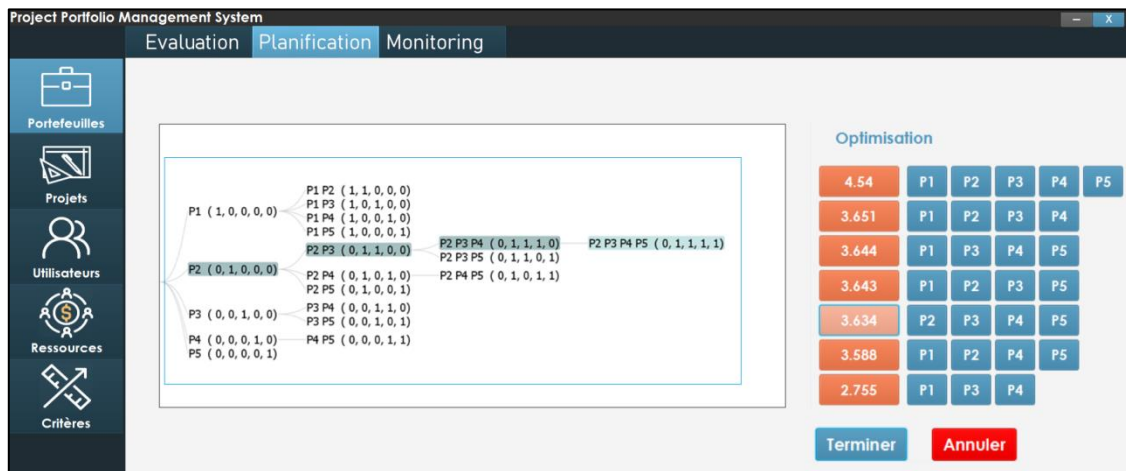 Project Portfolio Management System
– X
Evaluation Planification Monitoring
Portefeuilles
Projets
Utilisateurs
Ressources
Critères
P1 ( 1, 0, 0, 0, 0)
P1 P2 ( 1, 1, 0, 0, 0)
P1 P3 ( 1, 0, 1, 0, 0)
P1 P4 ( 1, 0, 0, 1, 0)
P1 P5 ( 1, 0, 0, 0, 1)
P2 ( 0, 1, 0, 0, 0)
P2 P3 ( 0, 1, 1, 0, 0)
P2 P3 P4 ( 0, 1, 1, 1, 0)
P2 P3 P4 P5 ( 0, 1, 1, 1, 1)
P2 P3 P5 ( 0, 1, 1, 0, 1)
P2 P4 ( 0, 1, 0, 1, 0)
P2 P4 P5 ( 0, 1, 0, 1, 1)
P2 P5 ( 0, 1, 0, 0, 1)
P3 ( 0, 0, 1, 0, 0)
P3 P4 ( 0, 0, 1, 1, 0)
P3 P5 ( 0, 0, 1, 0, 1)
P4 ( 0, 0, 0, 1, 0)
P4 P5 ( 0, 0, 0, 1, 1)
P5 ( 0, 0, 0, 0, 1)
Optimisation
4.54 P1 P2 P3 P4 P5
3.651 P1 P2 P3 P4
3.644 P1 P2 P3 P5
3.643 P1 P2 P3 P5
3.634 P2 P3 P4 P5
3.588 P1 P2 P4 P5
2.755 P1 P3 P4
Terminer Annuler